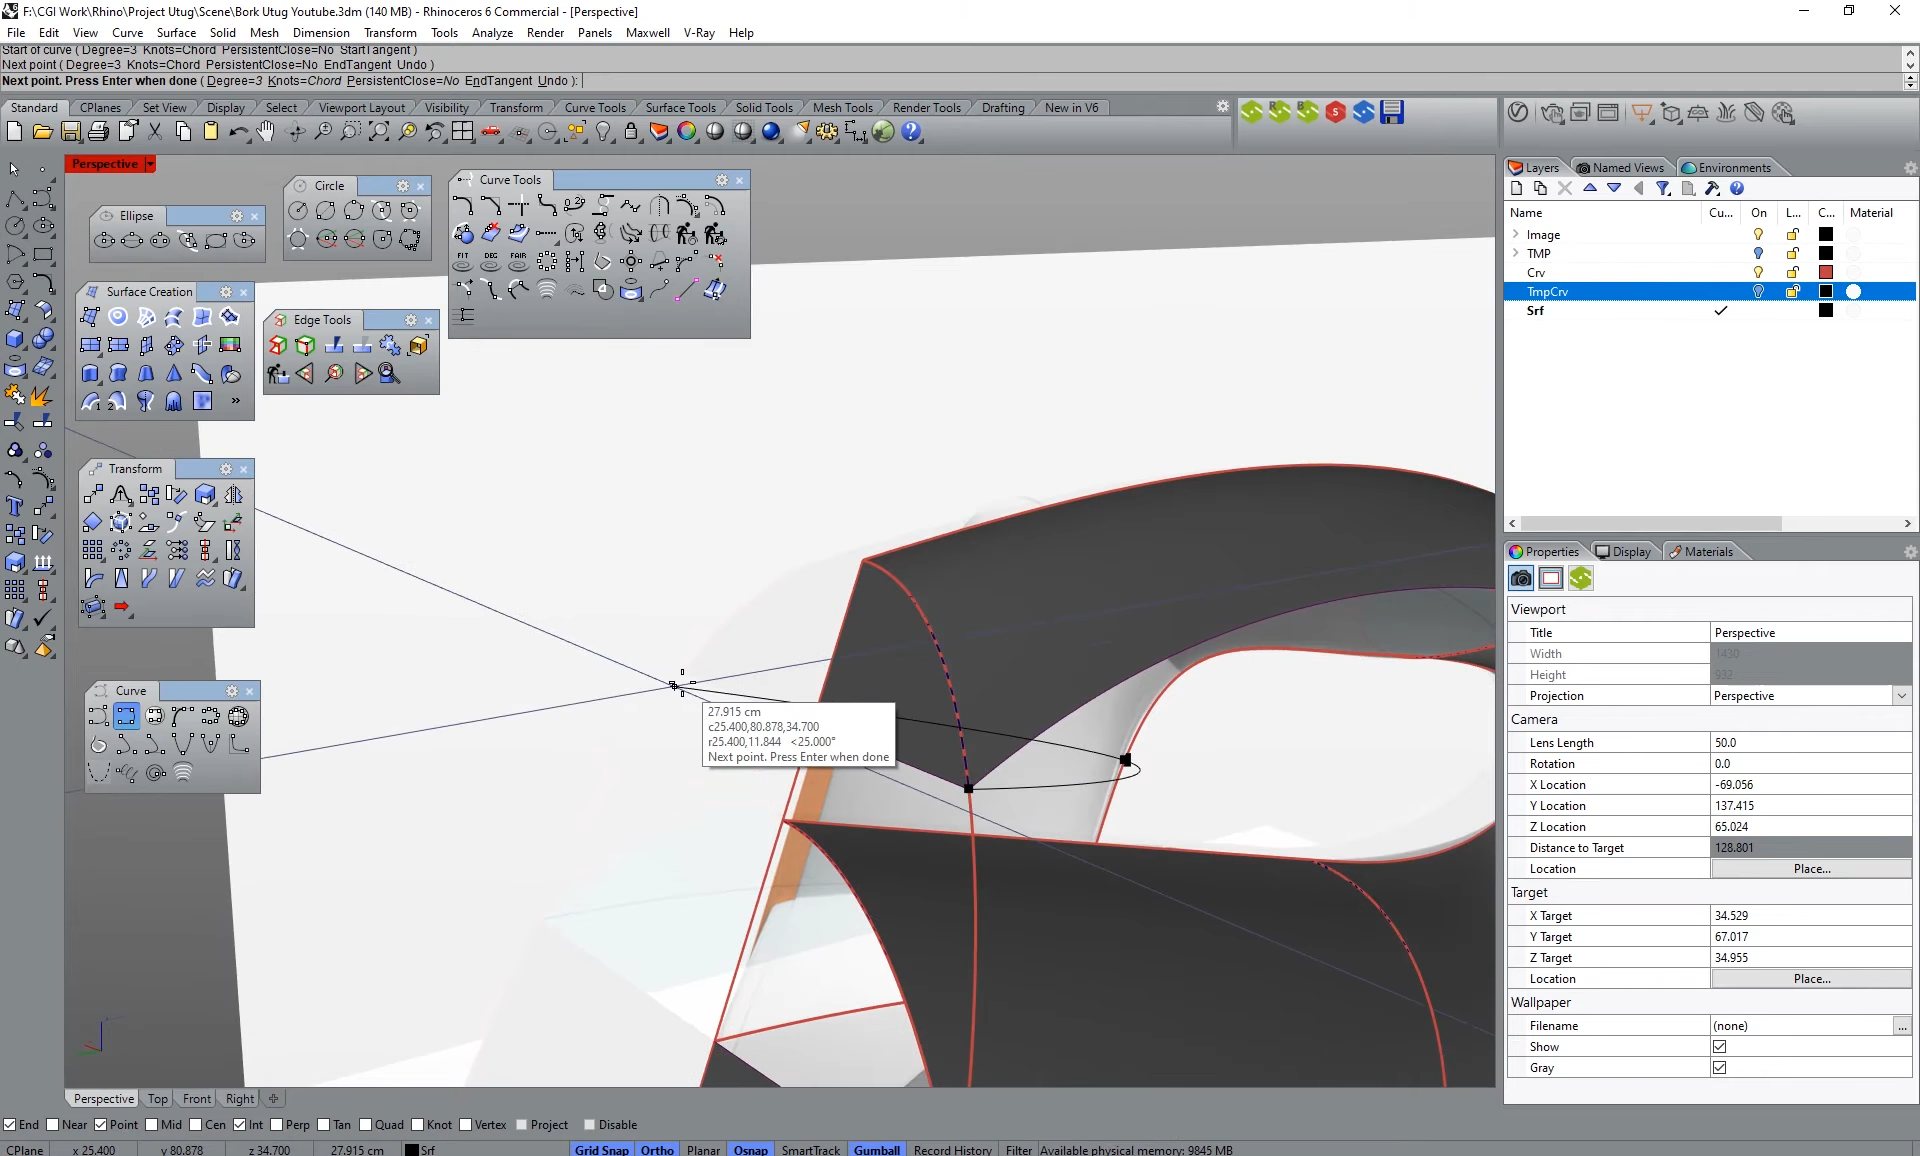 F:\CGI Work\Rhino\Project Utug\Scene\Bork Utug Youtube.3dm (140 MB) - Rhinoceros 6 Commercial - [Perspective]
File Edit View Curve Surface Solid Mesh Dimension Transform Tools Analyze Render Panels Maxwell V-Ray Help
Start of curve ( Degree=3 Knots=Chord PersistentClose=No StartTangent )
Next point ( Degree=3 Knots=Chord PersistentClose=No EndTangent Undo )
Next point. Press Enter when done ( Degree=3 Knots=Chord PersistentClose=No EndTangent Undo ):
Standard CPlanes Set View Display Select Viewport Layout Visibility Transform Curve Tools Surface Tools Solid Tools Mesh Tools Render Tools Drafting New in V6
Perspective
Circle
Curve Tools
Ellipse
FIT DEG FAIR
Surface Creation
Edge Tools
Transform
Curve
27.915 cm
c25.400,80.878,34.700
r25.400,11.844 <25.000°
Next point. Press Enter when done
Layers Named Views Environments
Name Cu... On L... C... Material
Image
TMP
Crv
TmpCrv
Srf
Properties Display Materials
Viewport
Title Perspective
Width 1430
Height 932
Projection Perspective
Camera
Lens Length 50.0
Rotation 0.0
X Location -69.056
Y Location 137.415
Z Location 65.024
Distance to Target 128.801
Location Place...
Target
X Target 34.529
Y Target 67.017
Z Target 34.955
Location Place...
Wallpaper
Filename (none) ...
Show
Gray
Perspective Top Front Right
End Near Point Mid Cen Int Perp Tan Quad Knot Vertex Project Disable
CPlane x 25.400 y 80.878 z 34.700 27.915 cm Srf Grid Snap Ortho Planar Osnap SmartTrack Gumball Record History Filter Available physical memory: 9845 MB